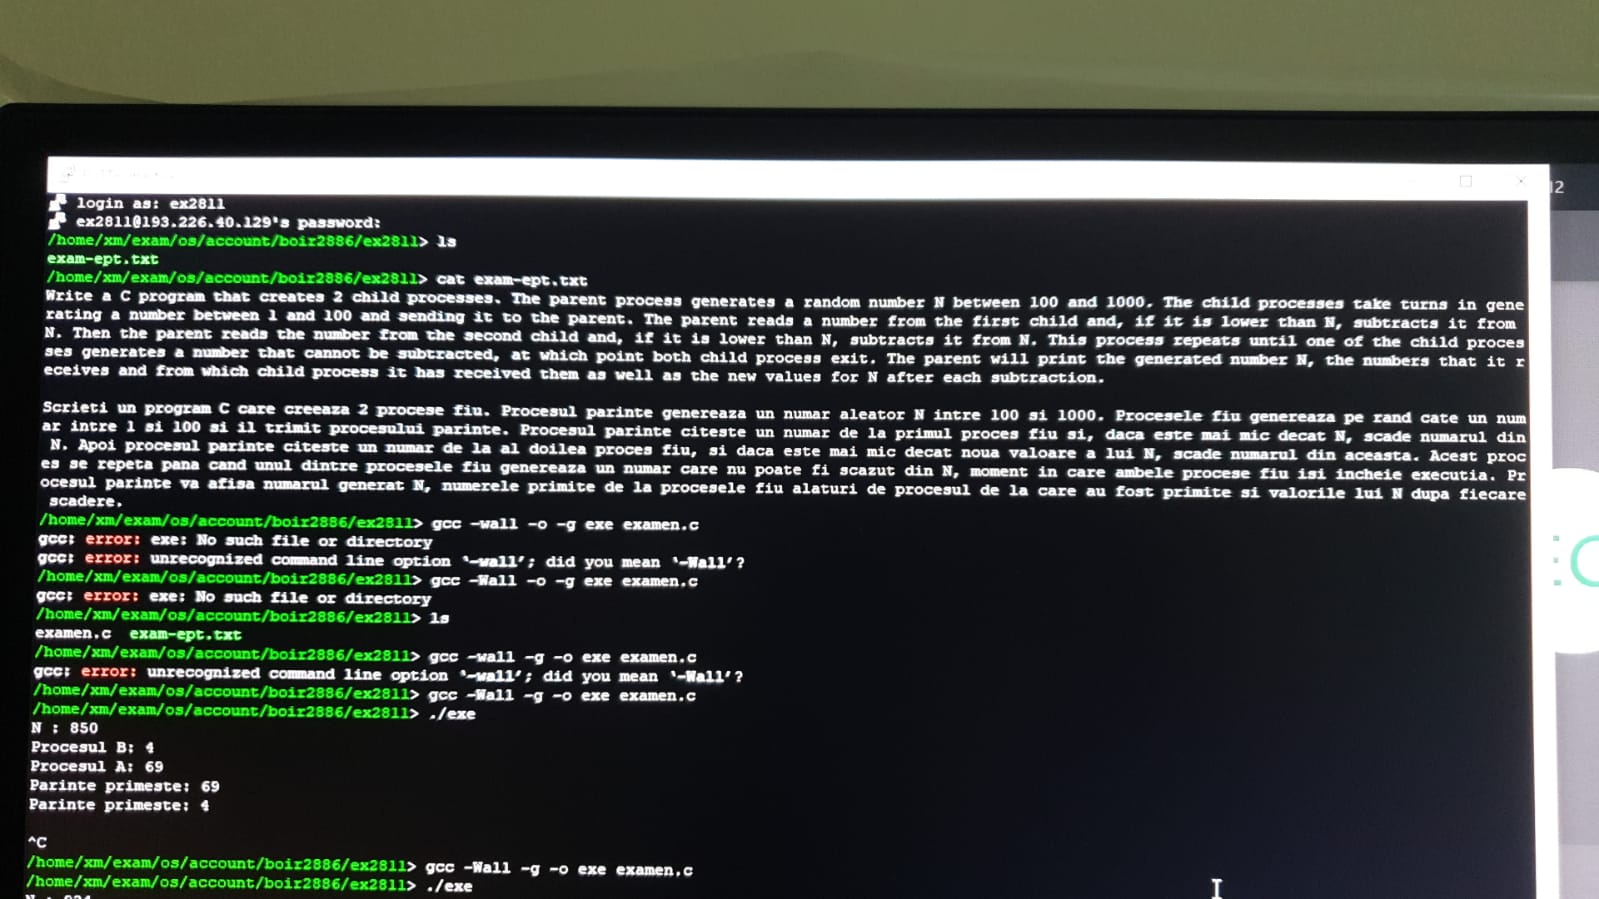 login as: ex2811
ex2811@193.226.40.129's password:
/home/xm/exam/os/account/boir2886/ex2811> ls
exam-ept.txt
/home/xm/exam/os/account/boir2886/ex2811> cat exam-ept.txt
Write a C program that creates 2 child processes. The parent process generates a random number N between 100 and 1000. The child processes take turns in gene
rating a number between 1 and 100 and sending it to the parent. The parent reads a number from the first child and, if it is lower than N, subtracts it from
N. Then the parent reads the number from the second child and, if it is lower than N, subtracts it from N. This process repeats until one of the child proces
ses generates a number that cannot be subtracted, at which point both child process exit. The parent will print the generated number N, the numbers that it r
eceives and from which child process it has received them as well as the new values for N after each subtraction.
Scrieti un program C care creeaza 2 procese fiu. Procesul parinte genereaza un numar aleator N intre 100 si 1000. Procesele fiu genereaza pe rand cate un num
ar intre 1 si 100 si il trimit procesului parinte. Procesul parinte citeste un numar de la primul proces fiu si, daca este mai mic decat N, scade numarul din
N. Apoi procesul parinte citeste un numar de la al doilea proces fiu, si daca este mai mic decat noua valoare a lui N, scade numarul din aceasta. Acest proc
es se repeta pana cand unul dintre procesele fiu genereaza un numar care nu poate fi scazut din N, moment in care ambele procese fiu isi incheie executia. Pr
ocesul parinte va afisa numarul generat N, numerele primite de la procesele fiu alaturi de procesul de la care au fost primite si valorile lui N dupa fiecare
scadere.
/home/xm/exam/os/account/boir2886/ex2811> gcc -wall -o -g exe examen.c
gcc: error: exe: No such file or directory
gcc: error: unrecognized command line option ‘-wall’; did you mean ‘-Wall’?
/home/xm/exam/os/account/boir2886/ex2811> gcc -Wall -o -g exe examen.c
gcc: error: exe: No such file or directory
/home/xm/exam/os/account/boir2886/ex2811> ls
examen.c exam-ept.txt
/home/xm/exam/os/account/boir2886/ex2811> gcc -wall -g -o exe examen.c
gcc: error: unrecognized command line option ‘-wall’; did you mean ‘-Wall’?
/home/xm/exam/os/account/boir2886/ex2811> gcc -Wall -g -o exe examen.c
/home/xm/exam/os/account/boir2886/ex2811> ./exe
N : 850
Procesul B: 4
Procesul A: 69
Parinte primeste: 69
Parinte primeste: 4
^C
/home/xm/exam/os/account/boir2886/ex2811> gcc -Wall -g -o exe examen.c
/home/xm/exam/os/account/boir2886/ex2811> ./exe